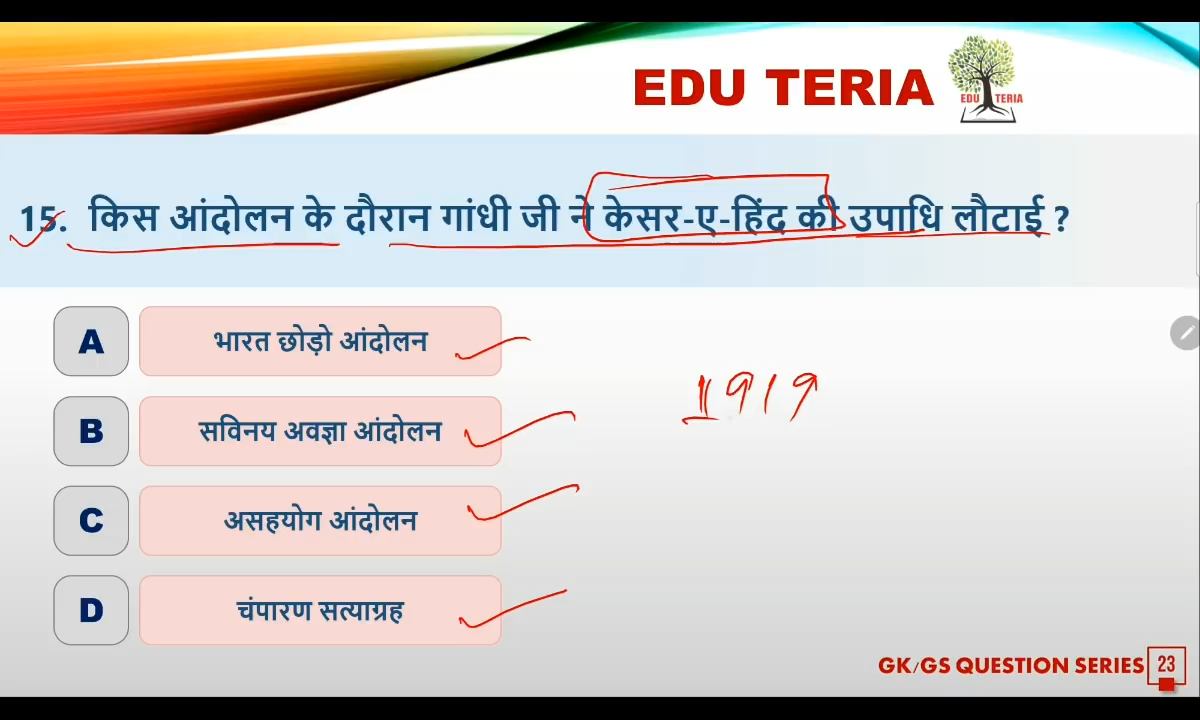 EDU TERIA
EDU TERIA
15. किस आंदोलन के दौरान गांधी जी ने केसर-ए-हिंद की उपाधि लौटाई ?
A भारत छोड़ो आंदोलन
1919
B सविनय अवज्ञा आंदोलन
C असहयोग आंदोलन
D चंपारण सत्याग्रह
GK/GS QUESTION SERIES 23